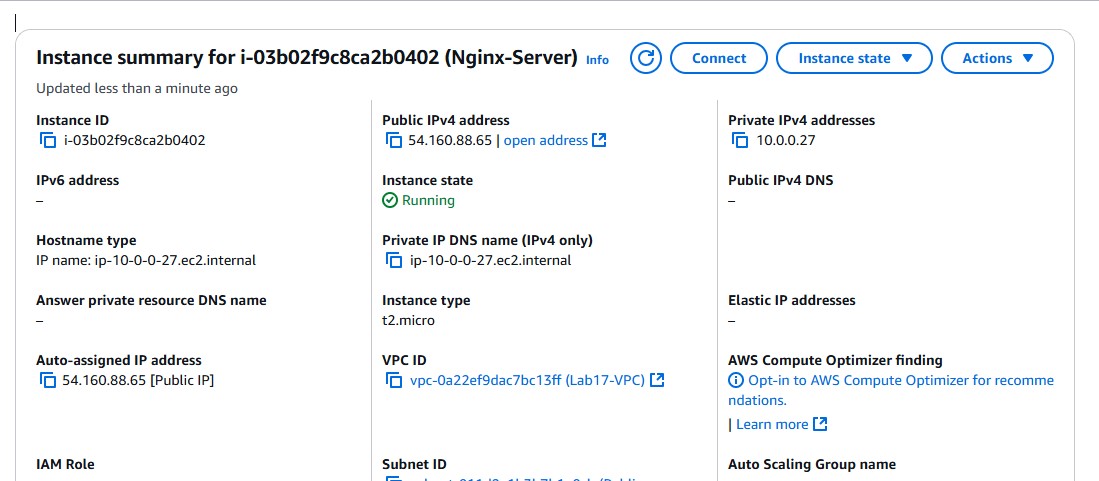 Instance summary for i-03b02f9c8ca2b0402 (Nginx-Server) Info
Connect
Instance state
Actions
Updated less than a minute ago
Instance ID
i-03b02f9c8ca2b0402
Public IPv4 address
54.160.88.65 | open address
Private IPv4 addresses
10.0.0.27
IPv6 address
–
Instance state
Running
Public IPv4 DNS
–
Hostname type
IP name: ip-10-0-0-27.ec2.internal
Private IP DNS name (IPv4 only)
ip-10-0-0-27.ec2.internal
Answer private resource DNS name
–
Instance type
t2.micro
Elastic IP addresses
–
Auto-assigned IP address
54.160.88.65 [Public IP]
VPC ID
vpc-0a22ef9dac7bc13ff (Lab17-VPC)
AWS Compute Optimizer finding
Opt-in to AWS Compute Optimizer for recomme
ndations.
| Learn more
IAM Role
Subnet ID
Auto Scaling Group name